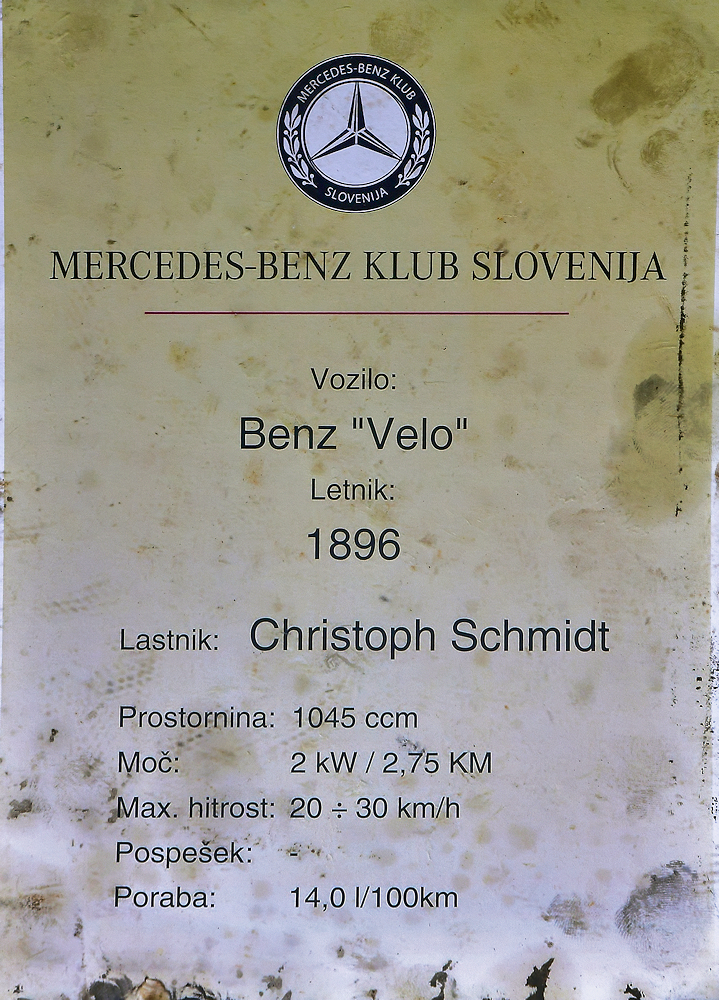 MERCEDES-BENZ KLUB
SLOVENIJA
MERCEDES-BENZ KLUB SLOVENIJA
Vozilo:
Benz "Velo"
Letnik:
1896
Lastnik: Christoph Schmidt
Prostornina: 1045 ccm
Moč: 2 kW / 2,75 KM
Max. hitrost: 20 ÷ 30 km/h
Pospešek: -
Poraba: 14,0 l/100km